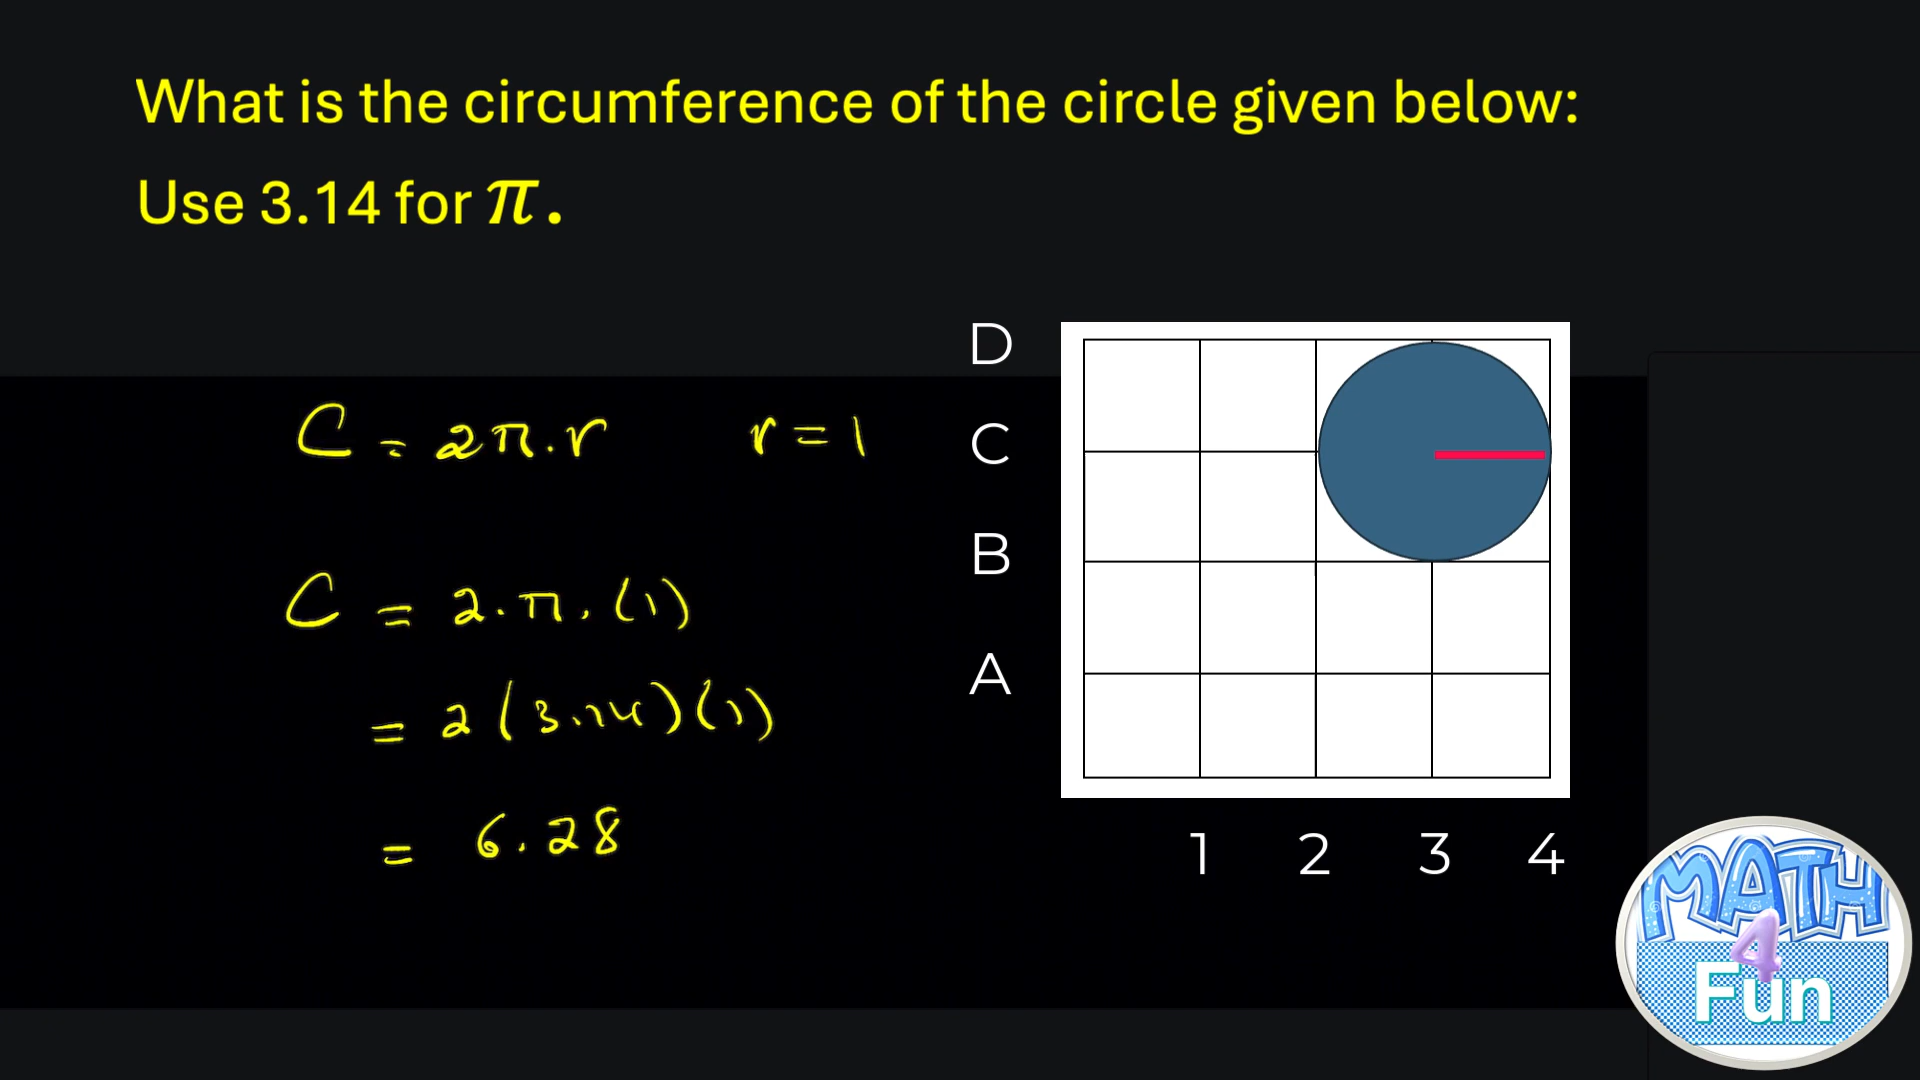 What is the circumference of the circle given below:
Use 3.14 for π.
C = 2π.r r = 1
C = 2.π.(1)
= 2(3.14)(1)
= 6.28
D
C
B
A
1 2 3 4
MATH
4
Fun